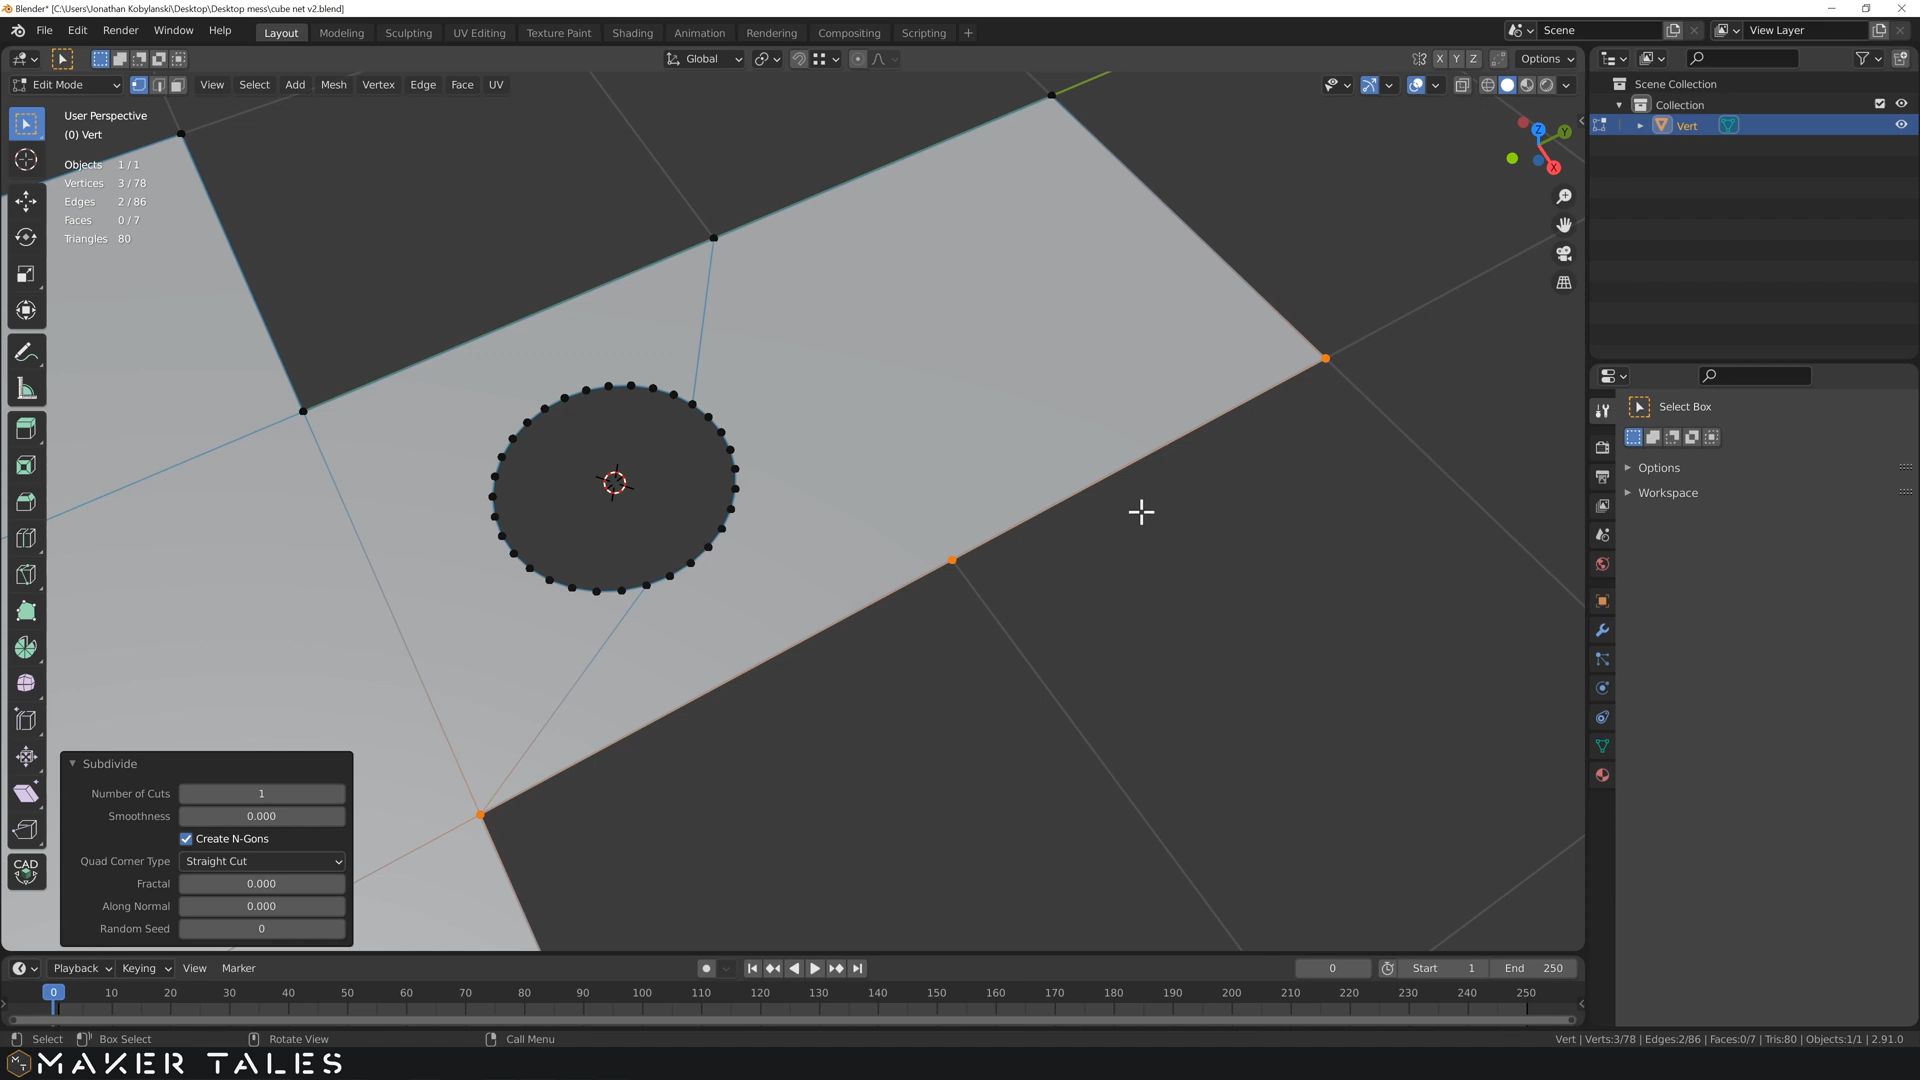 Blender* [C:\Users\Jonathan Kobylanski\Desktop\Desktop mess\cube net v2.blend]
File Edit Render Window Help Layout Modeling Sculpting UV Editing Texture Paint Shading Animation Rendering Compositing Scripting + Scene View Layer
Global X Y Z Options
Edit Mode View Select Add Mesh Vertex Edge Face UV
User Perspective
(0) Vert
Objects 1 / 1
Vertices 3 / 78
Edges 2 / 86
Faces 0 / 7
Triangles 80
Z Y X
Scene Collection
Collection
Vert
Select Box
Options
Workspace
CAD
Subdivide
Number of Cuts 1
Smoothness 0.000
Create N-Gons
Quad Corner Type Straight Cut
Fractal 0.000
Along Normal 0.000
Random Seed 0
Playback Keying View Marker 0 Start 1 End 250
0 10 20 30 40 50 60 70 80 90 100 110 120 130 140 150 160 170 180 190 200 210 220 230 240 250
Select Box Select Rotate View Call Menu Vert | Verts:3/78 | Edges:2/86 | Faces:0/7 | Tris:80 | Objects:1/1 | 2.91.0
MAKER TALES